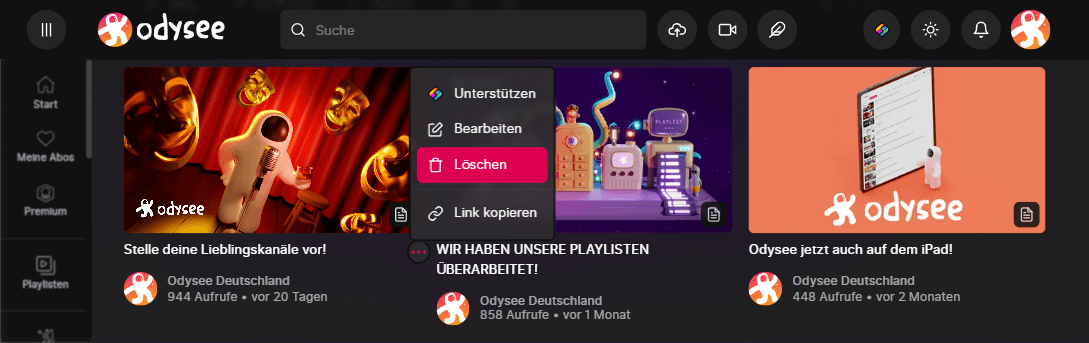 odysee
Suche
Start
Meine Abos
Premium
Playlisten
odysee
Unterstützen
Bearbeiten
Löschen
Link kopieren
PLAYLIST
odysee
Stelle deine Lieblingskanäle vor!
Odysee Deutschland
944 Aufrufe • vor 20 Tagen
WIR HABEN UNSERE PLAYLISTEN
ÜBERARBEITET!
Odysee Deutschland
858 Aufrufe • vor 1 Monat
Odysee jetzt auch auf dem iPad!
Odysee Deutschland
448 Aufrufe • vor 2 Monaten